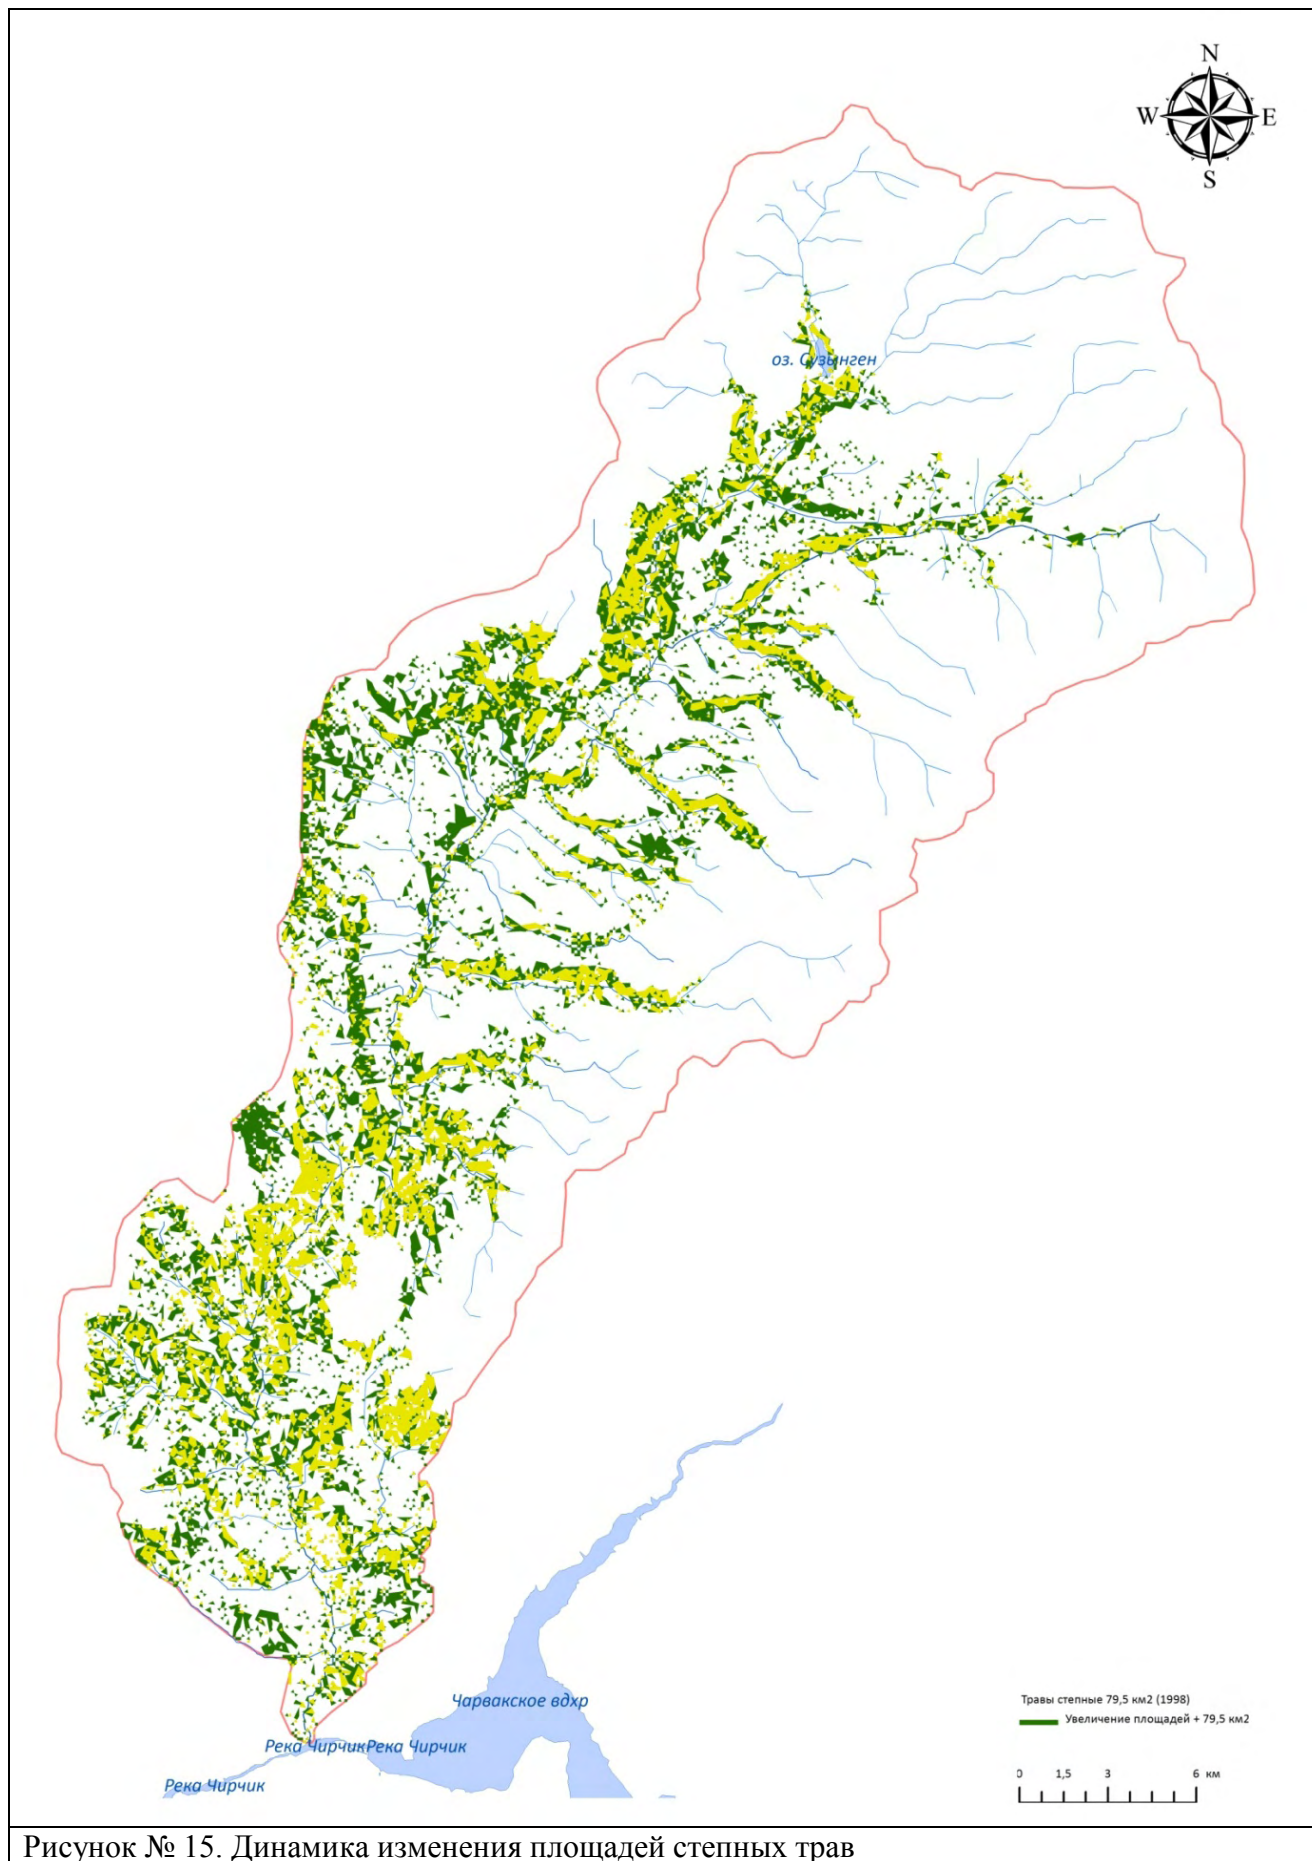 N
W E
S
оз. Сузынген
Чарвакское вдхр
Река Чирчик Река Чирчик
Река Чирчик
Травы степные 79,5 км2 (1998)
Увеличение площадей + 79,5 км2
0 1,5 3 6 км
Рисунок № 15. Динамика изменения площадей степных трав